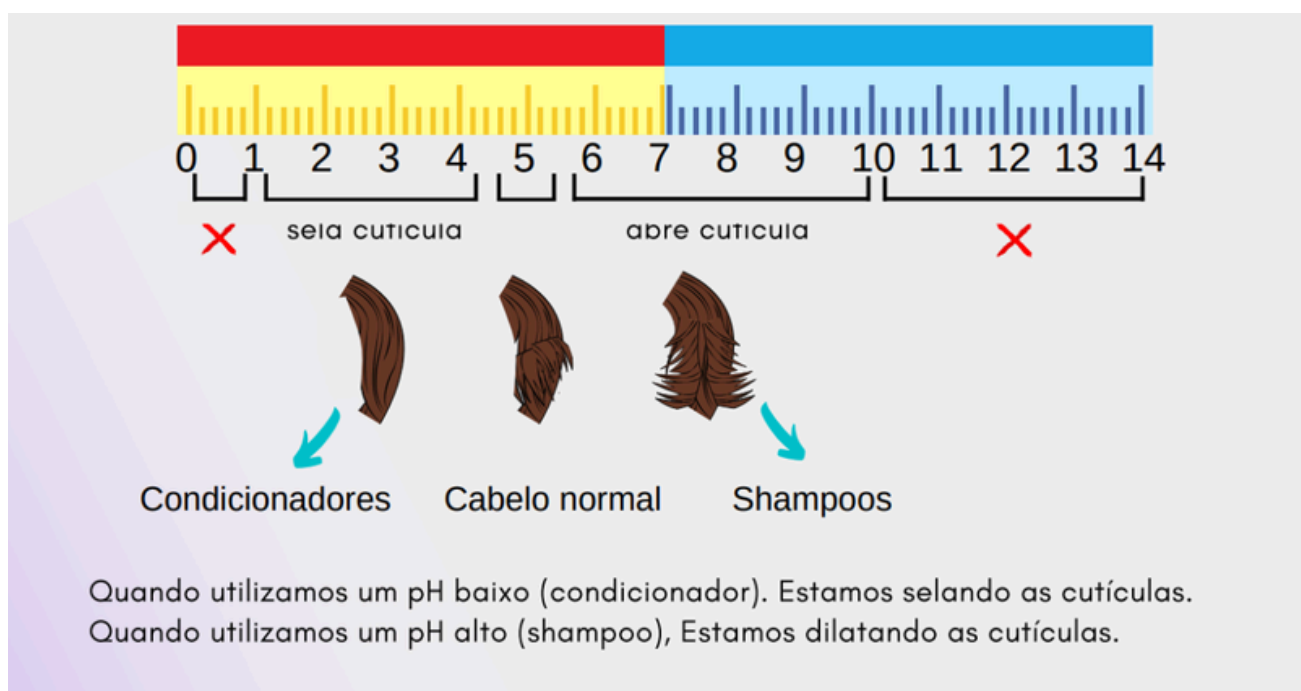 0 1 2 3 4 5 6 7 8 9 10 11 12 13 14
sela cutícula abre cutícula
Condicionadores Cabelo normal Shampoos
Quando utilizamos um pH baixo (condicionador). Estamos selando as cutículas.
Quando utilizamos um pH alto (shampoo), Estamos dilatando as cutículas.